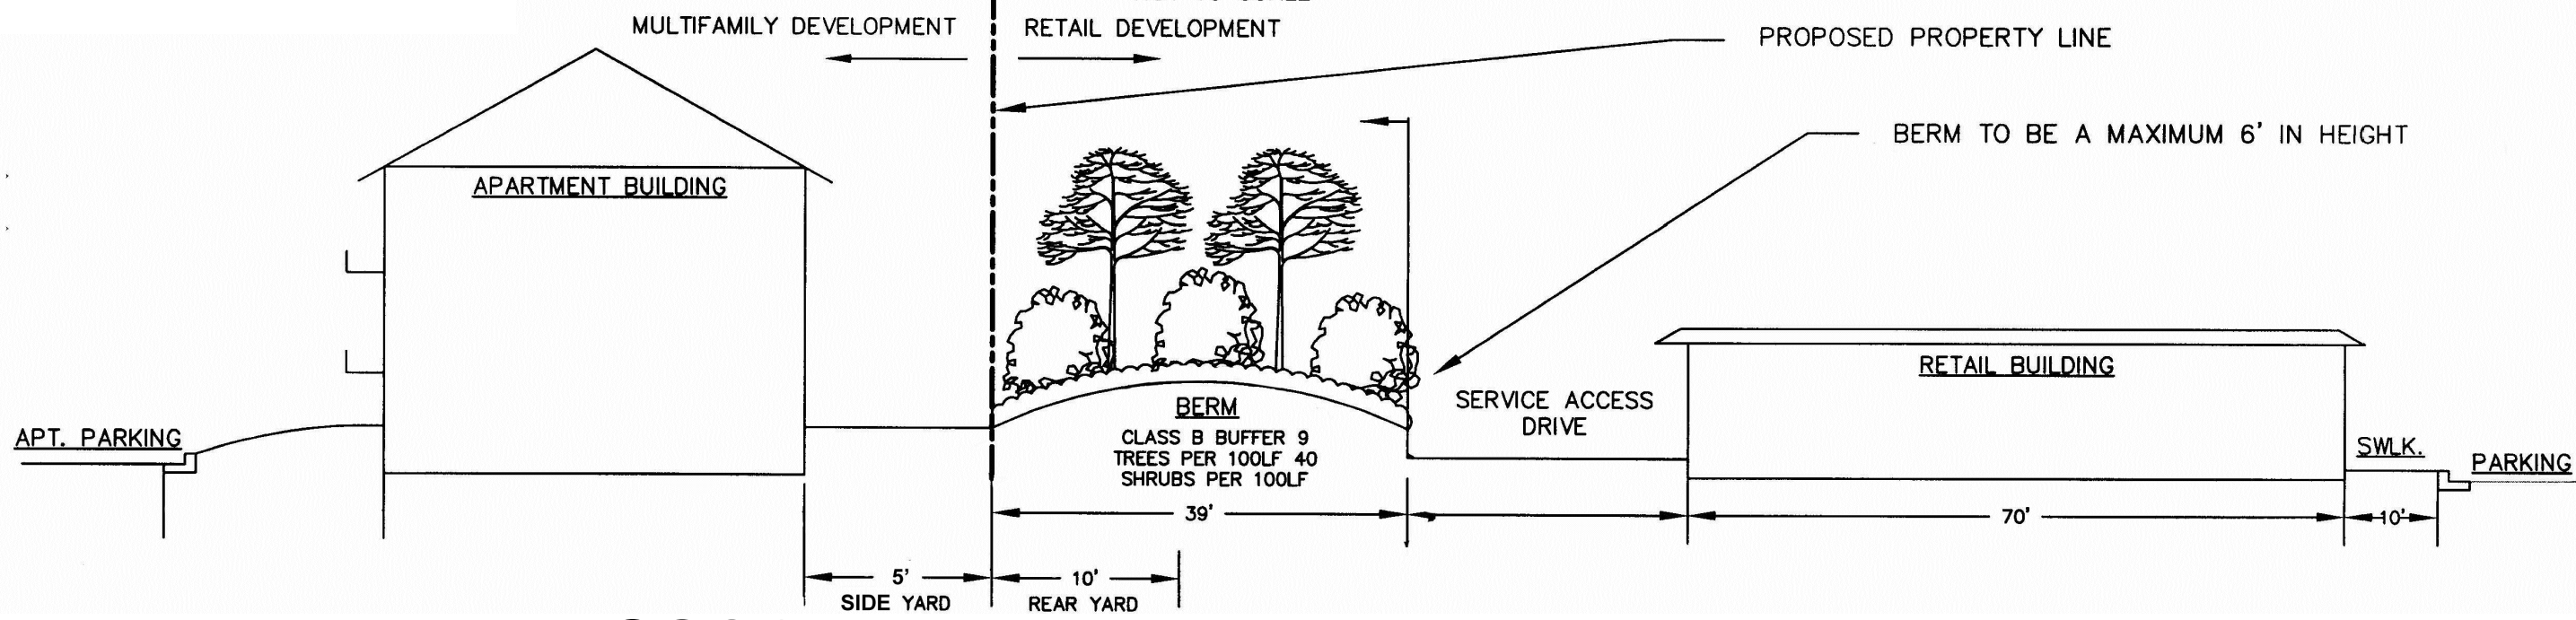 MULTIFAMILY DEVELOPMENT
RETAIL DEVELOPMENT
PROPOSED PROPERTY LINE
BERM TO BE A MAXIMUM 6' IN HEIGHT
APARTMENT BUILDING
RETAIL BUILDING
SERVICE ACCESS
DRIVE
BERM
CLASS B BUFFER 9
TREES PER 100LF 40
SHRUBS PER 100LF
APT. PARKING
SWLK.
PARKING
39'
70'
10'
5'
SIDE YARD
10'
REAR YARD